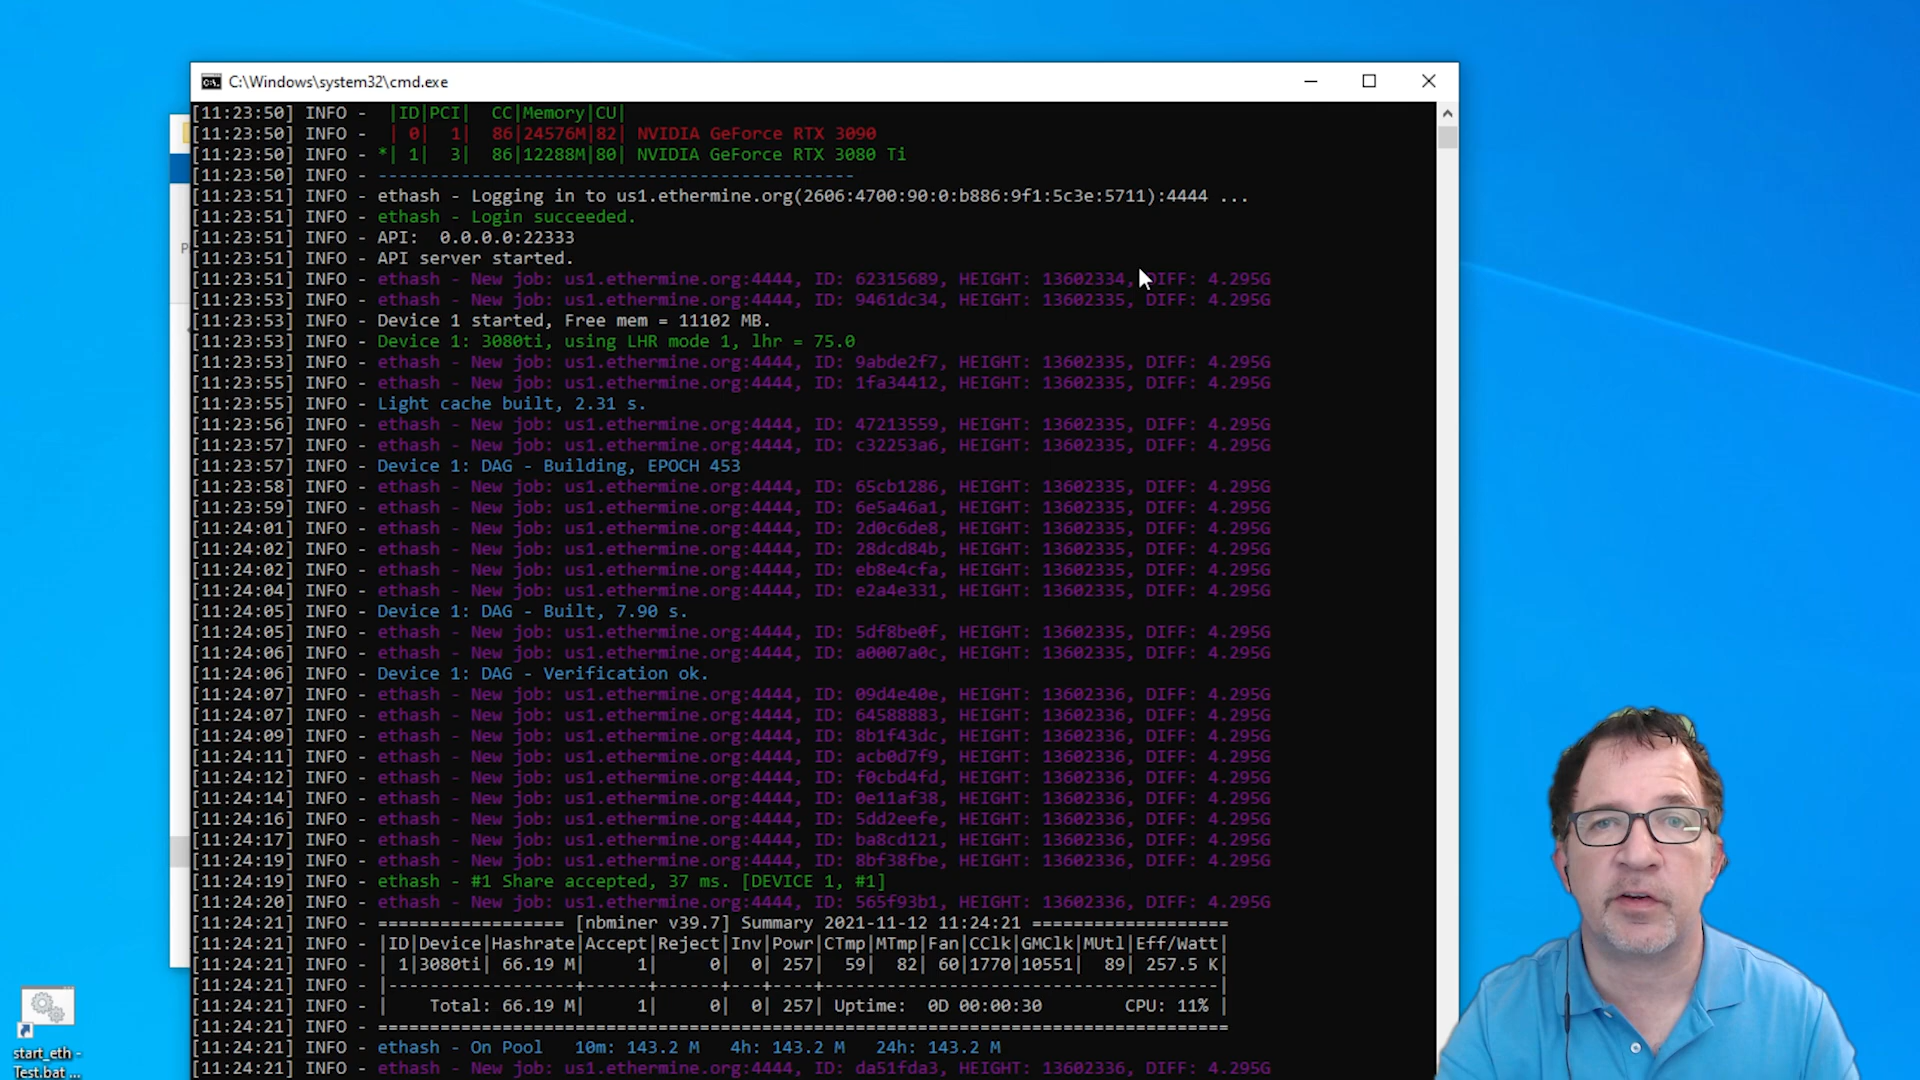 C:\Windows\system32\cmd.exe
[11:23:50] INFO - |ID|PCI| CC|Memory|CU|
[11:23:50] INFO - | 0| 1| 86|24576M|82| NVIDIA GeForce RTX 3090
[11:23:50] INFO - *| 1| 3| 86|12288M|80| NVIDIA GeForce RTX 3080 Ti
[11:23:50] INFO - ----------------------------------------------
[11:23:51] INFO - ethash - Logging in to us1.ethermine.org(2606:4700:90:0:b886:9f1:5c3e:5711):4444 ...
[11:23:51] INFO - ethash - Login succeeded.
[11:23:51] INFO - API: 0.0.0.0:22333
[11:23:51] INFO - API server started.
[11:23:51] INFO - ethash - New job: us1.ethermine.org:4444, ID: 62315689, HEIGHT: 13602334, DIFF: 4.295G
[11:23:53] INFO - ethash - New job: us1.ethermine.org:4444, ID: 9461dc34, HEIGHT: 13602335, DIFF: 4.295G
[11:23:53] INFO - Device 1 started, Free mem = 11102 MB.
[11:23:53] INFO - Device 1: 3080ti, using LHR mode 1, lhr = 75.0
[11:23:53] INFO - ethash - New job: us1.ethermine.org:4444, ID: 9abde2f7, HEIGHT: 13602335, DIFF: 4.295G
[11:23:55] INFO - ethash - New job: us1.ethermine.org:4444, ID: 1fa34412, HEIGHT: 13602335, DIFF: 4.295G
[11:23:55] INFO - Light cache built, 2.31 s.
[11:23:56] INFO - ethash - New job: us1.ethermine.org:4444, ID: 47213559, HEIGHT: 13602335, DIFF: 4.295G
[11:23:57] INFO - ethash - New job: us1.ethermine.org:4444, ID: c32253a6, HEIGHT: 13602335, DIFF: 4.295G
[11:23:57] INFO - Device 1: DAG - Building, EPOCH 453
[11:23:58] INFO - ethash - New job: us1.ethermine.org:4444, ID: 65cb1286, HEIGHT: 13602335, DIFF: 4.295G
[11:23:59] INFO - ethash - New job: us1.ethermine.org:4444, ID: 6e5a46a1, HEIGHT: 13602335, DIFF: 4.295G
[11:24:01] INFO - ethash - New job: us1.ethermine.org:4444, ID: 2d0c6de8, HEIGHT: 13602335, DIFF: 4.295G
[11:24:02] INFO - ethash - New job: us1.ethermine.org:4444, ID: 28dcd84b, HEIGHT: 13602335, DIFF: 4.295G
[11:24:02] INFO - ethash - New job: us1.ethermine.org:4444, ID: eb8e4cfa, HEIGHT: 13602335, DIFF: 4.295G
[11:24:04] INFO - ethash - New job: us1.ethermine.org:4444, ID: e2a4e331, HEIGHT: 13602335, DIFF: 4.295G
[11:24:05] INFO - Device 1: DAG - Built, 7.90 s.
[11:24:05] INFO - ethash - New job: us1.ethermine.org:4444, ID: 5df8be0f, HEIGHT: 13602335, DIFF: 4.295G
[11:24:06] INFO - ethash - New job: us1.ethermine.org:4444, ID: a0007a0c, HEIGHT: 13602335, DIFF: 4.295G
[11:24:06] INFO - Device 1: DAG - Verification ok.
[11:24:07] INFO - ethash - New job: us1.ethermine.org:4444, ID: 09d4e40e, HEIGHT: 13602336, DIFF: 4.295G
[11:24:07] INFO - ethash - New job: us1.ethermine.org:4444, ID: 64588883, HEIGHT: 13602336, DIFF: 4.295G
[11:24:09] INFO - ethash - New job: us1.ethermine.org:4444, ID: 8b1f43dc, HEIGHT: 13602336, DIFF: 4.295G
[11:24:11] INFO - ethash - New job: us1.ethermine.org:4444, ID: acb0d7f9, HEIGHT: 13602336, DIFF: 4.295G
[11:24:12] INFO - ethash - New job: us1.ethermine.org:4444, ID: f0cbd4fd, HEIGHT: 13602336, DIFF: 4.295G
[11:24:14] INFO - ethash - New job: us1.ethermine.org:4444, ID: 0e11af38, HEIGHT: 13602336, DIFF: 4.295G
[11:24:16] INFO - ethash - New job: us1.ethermine.org:4444, ID: 5dd2eefe, HEIGHT: 13602336, DIFF: 4.295G
[11:24:17] INFO - ethash - New job: us1.ethermine.org:4444, ID: ba8cd121, HEIGHT: 13602336, DIFF: 4.295G
[11:24:19] INFO - ethash - New job: us1.ethermine.org:4444, ID: 8bf38fbe, HEIGHT: 13602336, DIFF: 4.295G
[11:24:19] INFO - ethash - #1 Share accepted, 37 ms. [DEVICE 1, #1]
[11:24:20] INFO - ethash - New job: us1.ethermine.org:4444, ID: 565f93b1, HEIGHT: 13602336, DIFF: 4.295G
[11:24:21] INFO - ================== [nbminer v39.7] Summary 2021-11-12 11:24:21 ===================
[11:24:21] INFO - |ID|Device|Hashrate|Accept|Reject|Inv|Powr|CTmp|MTmp|Fan|CClk|GMClk|MUtl|Eff/Watt|
[11:24:21] INFO - | 1|3080ti| 66.19 M| 1| 0| 0| 257| 59| 82| 60|1770|10551| 89| 257.5 K|
[11:24:21] INFO - |------------------+------+------+---+----+--------------------------------------|
[11:24:21] INFO - | Total: 66.19 M| 1| 0| 0| 257| Uptime: 0D 00:00:30 CPU: 11% |
[11:24:21] INFO - ==================================================================================
[11:24:21] INFO - ethash - On Pool 10m: 143.2 M 4h: 143.2 M 24h: 143.2 M
[11:24:21] INFO - ethash - New job: us1.ethermine.org:4444, ID: da51fda3, HEIGHT: 13602336, DIFF: 4.295G
start_eth -
Test.bat ...